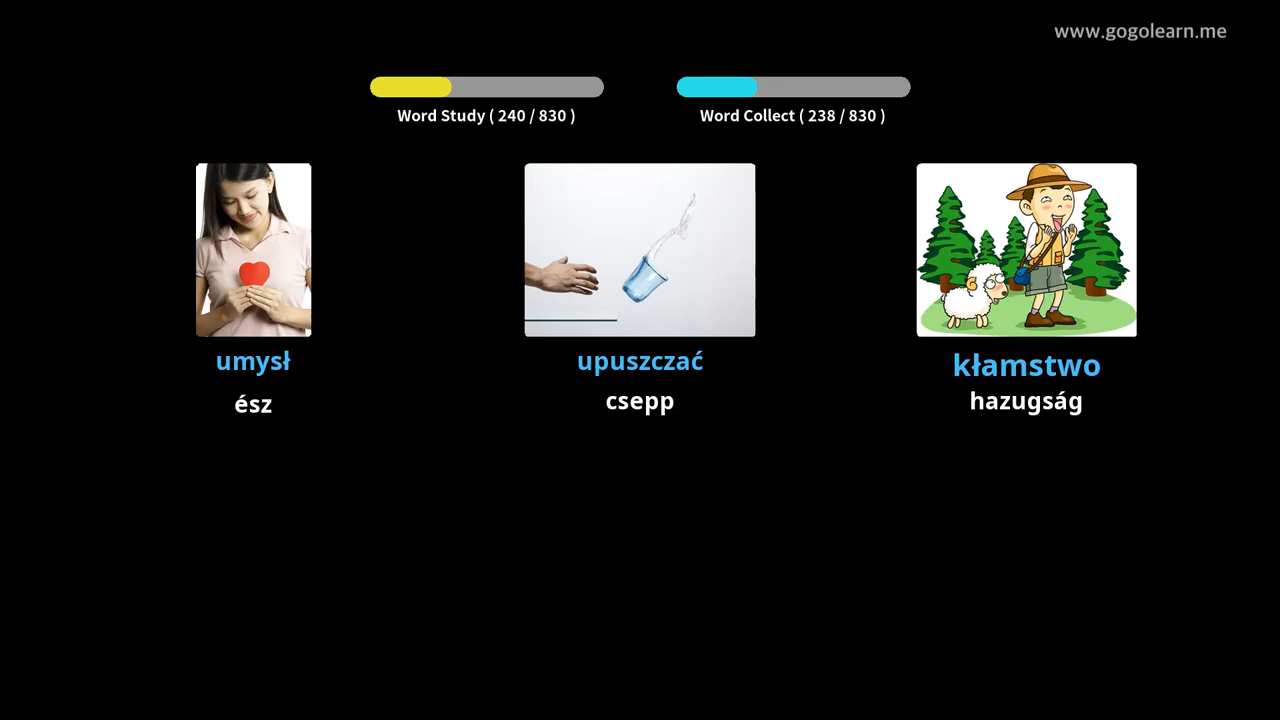 www.gogolearn.me
Word Study ( 240 / 830 )
Word Collect ( 238 / 830 )
umysł
upuszczać
kłamstwo
ész
csepp
hazugság